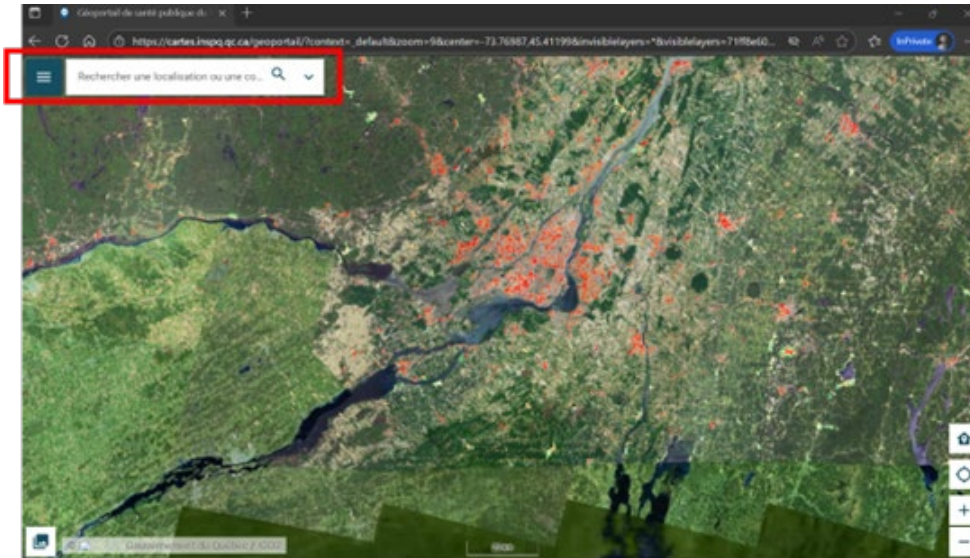 Géoportail de santé publique du
https://cartes.inspq.qc.ca/geoportail/?context=_default&zoom=9&center=-73.76987,45.41199&invisiblelayers=*&visiblelayers=71ff8e60...
InPrivate
Rechercher une localisation ou une co...
Gouvernement du Québec /